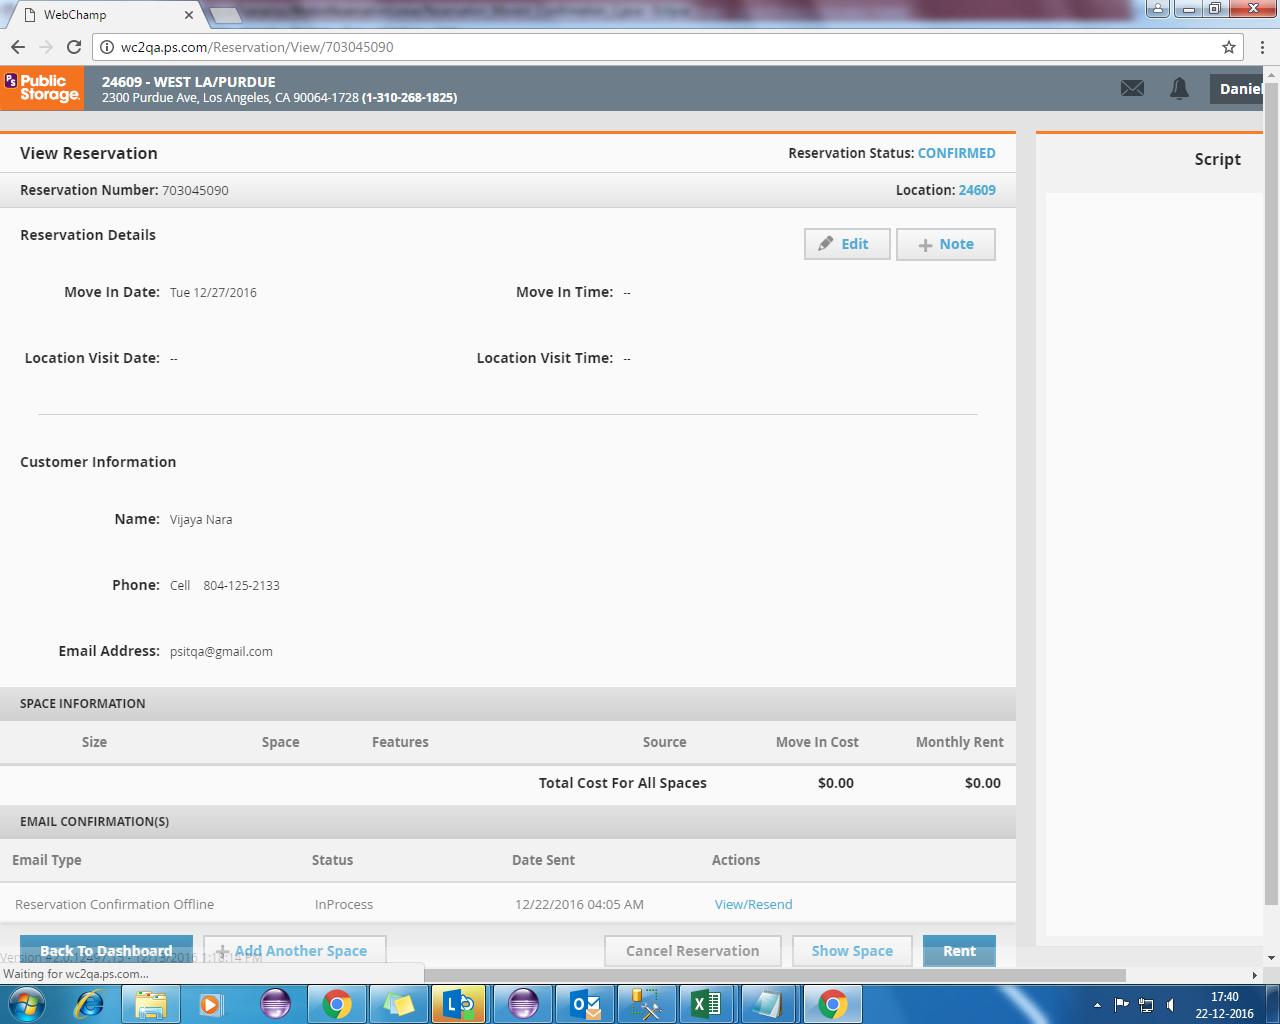 WebChamp
wc2qa.ps.com/Reservation/View/703045090
PS Public Storage.
24609 - WEST LA/PURDUE
2300 Purdue Ave, Los Angeles, CA 90064-1728 (1-310-268-1825)
Daniel
View Reservation
Reservation Status: CONFIRMED
Script
Reservation Number: 703045090
Location: 24609
Reservation Details
Edit
Note
Move In Date: Tue 12/27/2016
Move In Time: --
Location Visit Date: --
Location Visit Time: --
Customer Information
Name: Vijaya Nara
Phone: Cell 804-125-2133
Email Address: psitqa@gmail.com
SPACE INFORMATION
Size Space Features Source Move In Cost Monthly Rent
Total Cost For All Spaces $0.00 $0.00
EMAIL CONFIRMATION(S)
Email Type Status Date Sent Actions
Reservation Confirmation Offline InProcess 12/22/2016 04:05 AM View/Resend
Back To Dashboard
Add Another Space
Cancel Reservation
Show Space
Rent
Waiting for wc2qa.ps.com...
17:40
22-12-2016